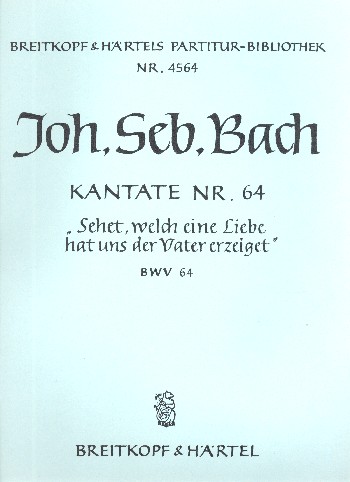 BREITKOPF & HÄRTELS PARTITUR-BIBLIOTHEK
NR. 4564
Joh. Seb. Bach
KANTATE NR. 64
„Sehet, welch eine Liebe
hat uns der Vater erzeiget“
BWV 64
BREITKOPF & HÄRTEL